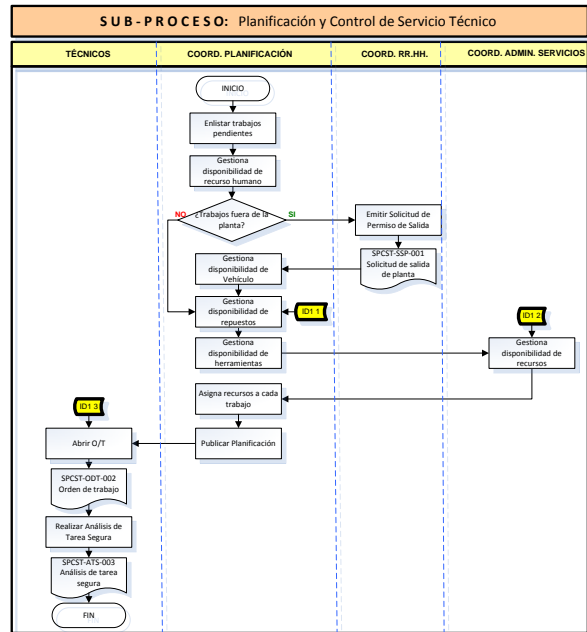 SUB-PROCESO: Planificación y Control de Servicio Técnico
TÉCNICOS
COORD. PLANIFICACIÓN
COORD. RR.HH.
COORD. ADMIN. SERVICIOS
INICIO
Enlistar trabajos
pendientes
Gestiona
disponibilidad de
recurso humano
NO
¿Trabajos fuera de la
planta?
SI
Emitir Solicitud de
Permiso de Salida
SPCST-SSP-001
Solicitud de salida
de planta
Gestiona
disponibilidad de
Vehículo
Gestiona
disponibilidad de
repuestos
ID1 1
ID1 2
Gestiona
disponibilidad de
herramientas
Gestiona
disponibilidad de
recursos
Asigna recursos a cada
trabajo
ID1 3
Abrir O/T
Publicar Planificación
SPCST-ODT-002
Orden de trabajo
Realizar Análisis de
Tarea Segura
SPCST-ATS-003
Análisis de tarea
segura
FIN